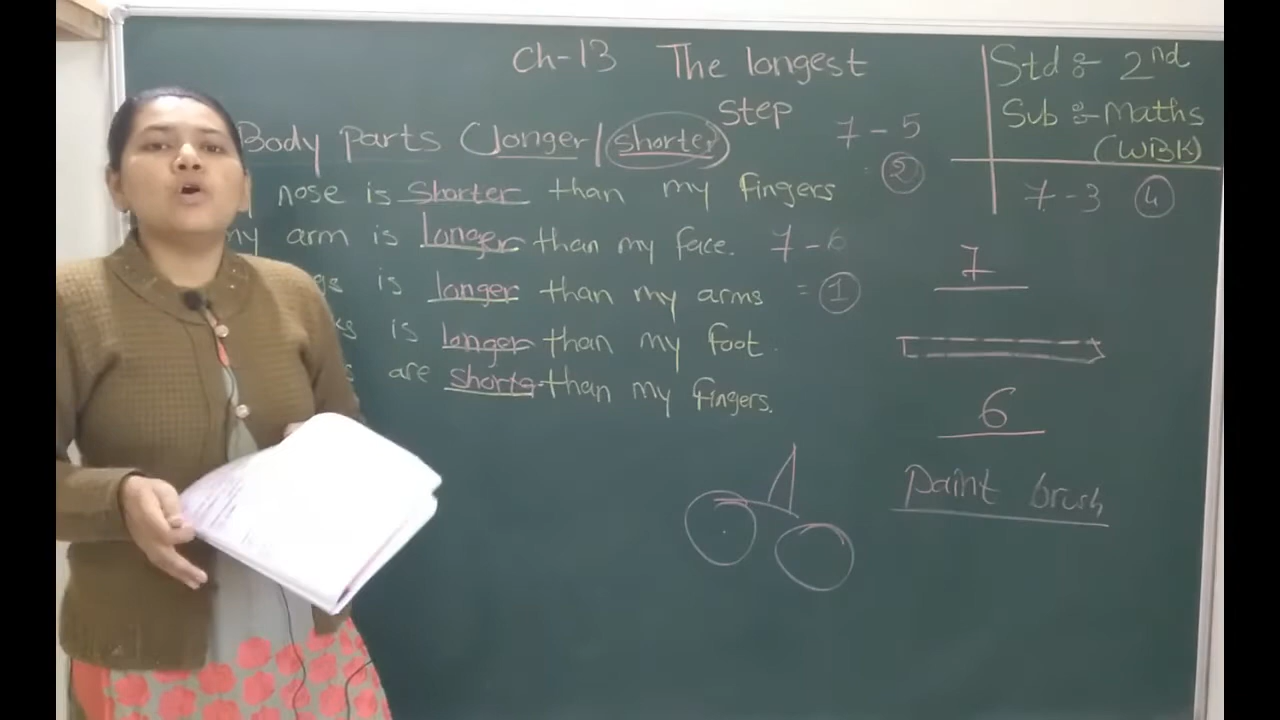 Ch-13 The longest
step
Std :- 2nd
Sub :- Maths
(WBK)
Body parts (longer/shorter)
nose is shorter than my fingers
my arm is longer than my face.
is longer than my arms
is longer than my foot.
are shorte than my fingers.
7-5
2
7-6
= 1
7-3 4
7
6
paint brush